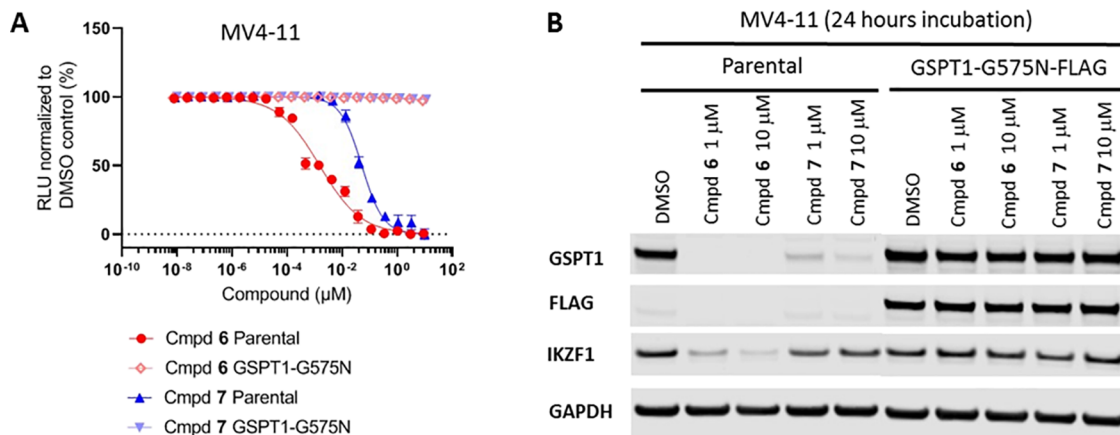 A
MV4-11
RLU normalized to
DMSO control (%)
150
100
50
0
10-10
10-8
10-6
10-4
10-2
100
102
Compound (µM)
Cmpd 6 Parental
Cmpd 6 GSPT1-G575N
Cmpd 7 Parental
Cmpd 7 GSPT1-G575N
B
MV4-11 (24 hours incubation)
Parental
GSPT1-G575N-FLAG
DMSO
Cmpd 6 1 µM
Cmpd 6 10 µM
Cmpd 7 1 µM
Cmpd 7 10 µM
DMSO
Cmpd 6 1 µM
Cmpd 6 10 µM
Cmpd 7 1 µM
Cmpd 7 10 µM
GSPT1
FLAG
IKZF1
GAPDH